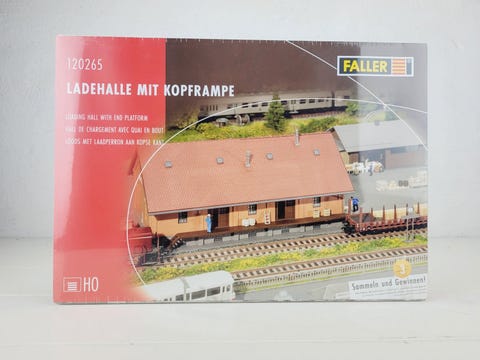 120265
FALLER
LADEHALLE MIT KOPFRAMPE
LOADING HALL WITH END PLATFORM
HALL DE CHARGEMENT AVEC QUAI EN BOUT
LOODS MET LAADPERRON AAN KOPSE KANT
HO
Sammeln und Gewinnen!